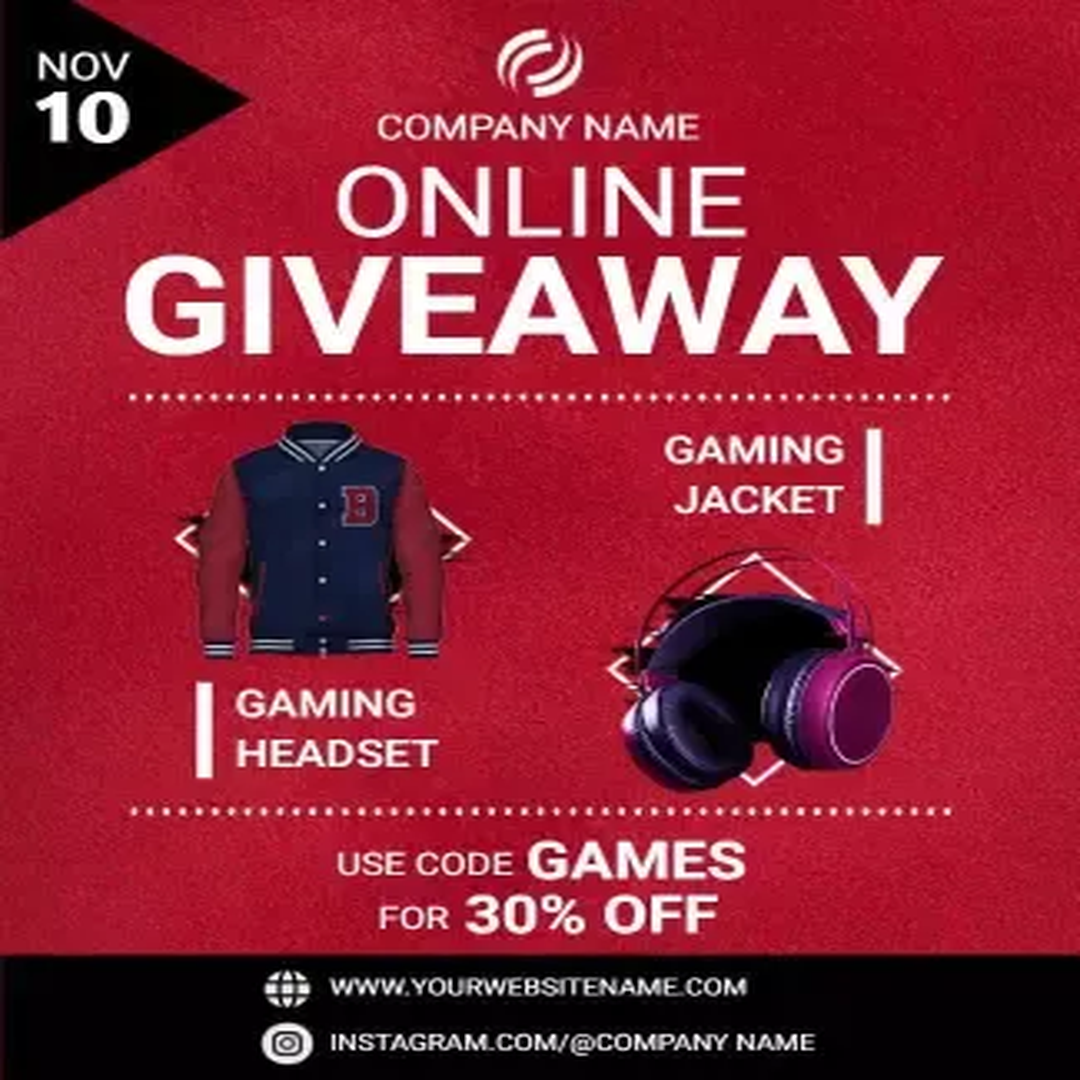 NOV
10
COMPANY NAME
ONLINE
GIVEAWAY
B
GAMING
JACKET
GAMING
HEADSET
USE CODE GAMES
FOR 30% OFF
WWW.YOURWEBSITENAME.COM
INSTAGRAM.COM/@COMPANY NAME